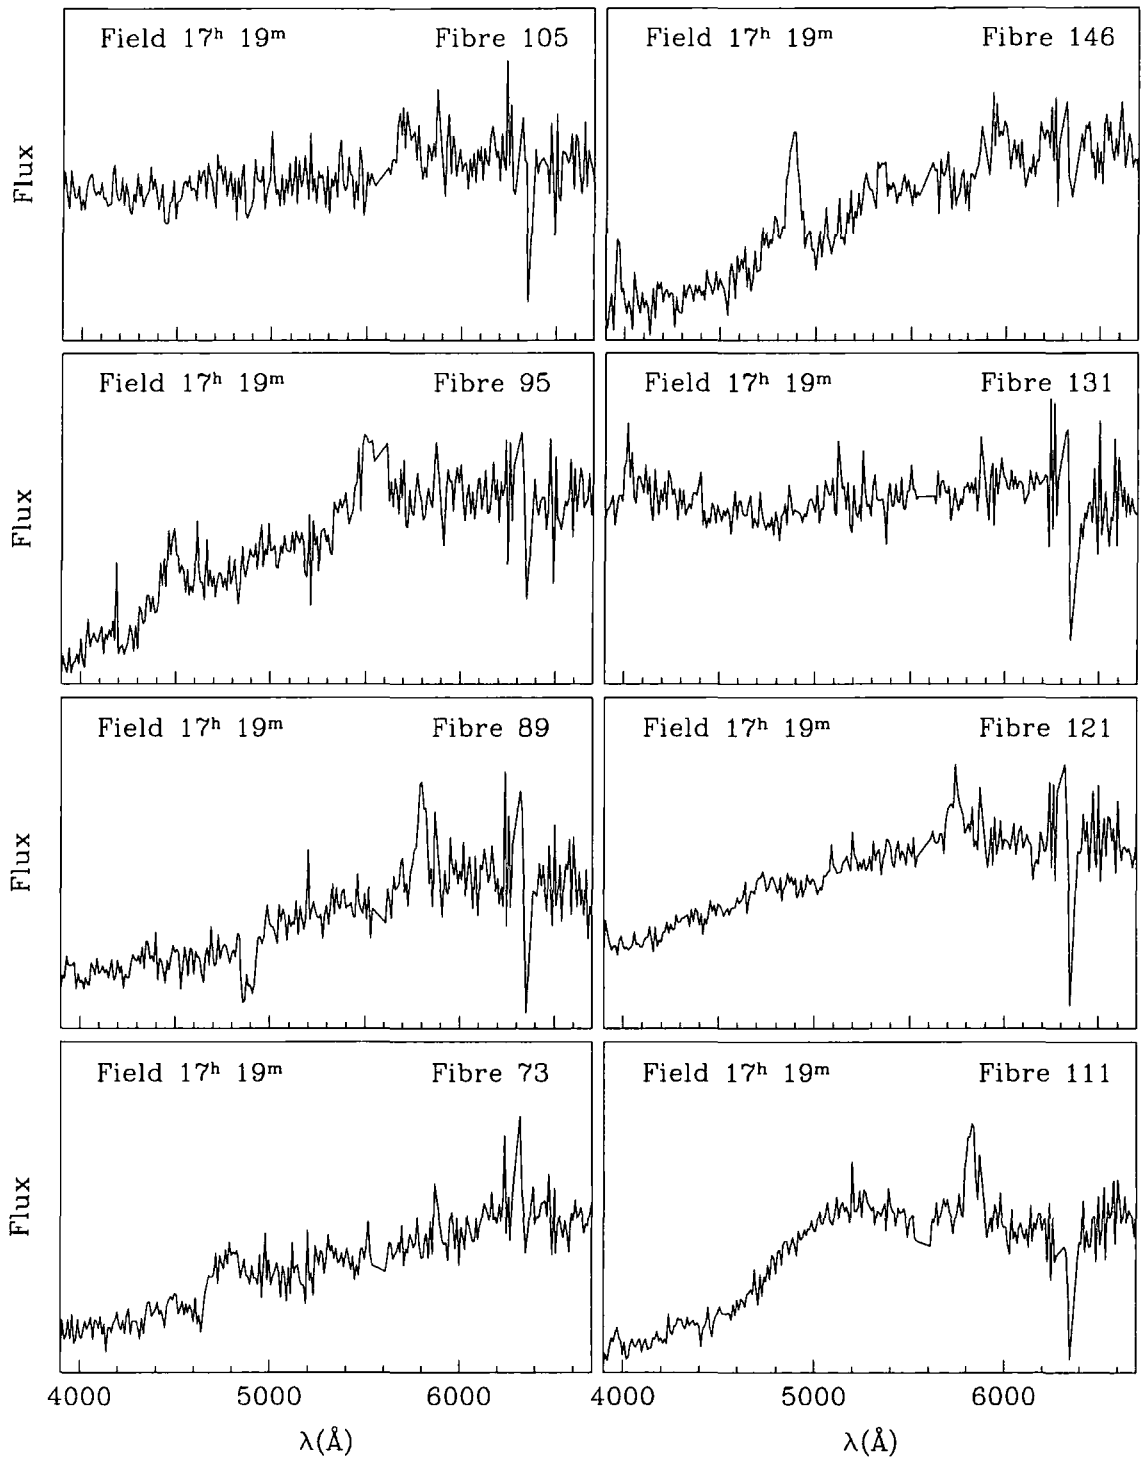 Field 17ʰ 19ᵐ Fibre 105
Field 17ʰ 19ᵐ Fibre 146
Flux
Field 17ʰ 19ᵐ Fibre 95
Field 17ʰ 19ᵐ Fibre 131
Flux
Field 17ʰ 19ᵐ Fibre 89
Field 17ʰ 19ᵐ Fibre 121
Flux
Field 17ʰ 19ᵐ Fibre 73
Field 17ʰ 19ᵐ Fibre 111
Flux
4000 5000 6000
4000 5000 6000
λ(Å)
λ(Å)